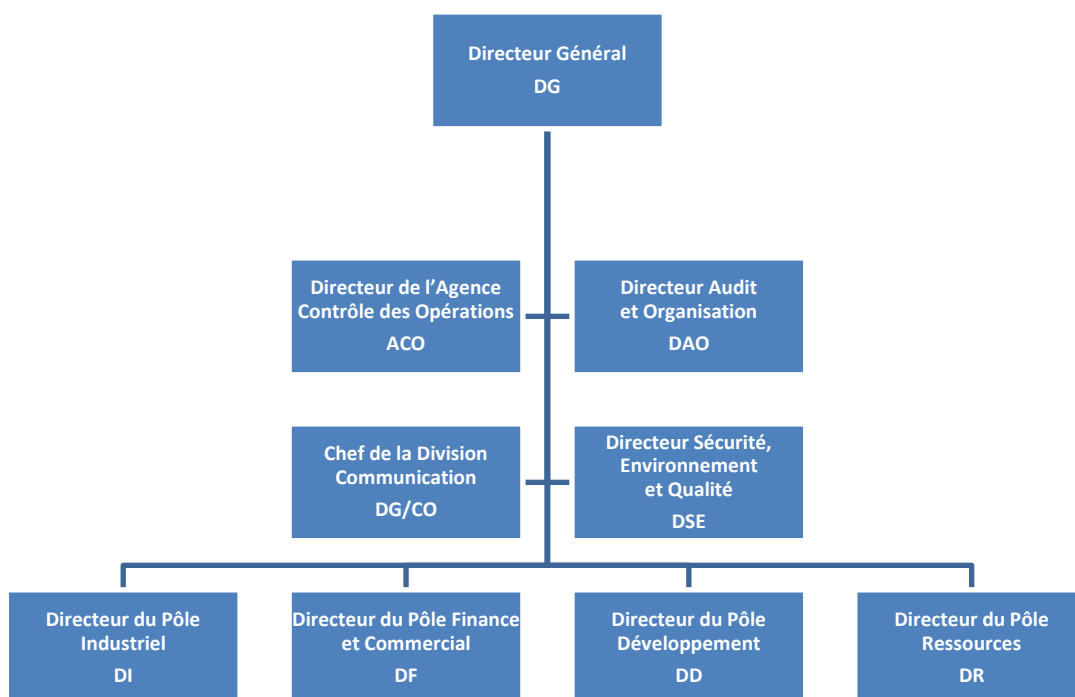 Directeur Général
DG
Directeur de l’Agence
Contrôle des Opérations
ACO
Directeur Audit
et Organisation
DAO
Chef de la Division
Communication
DG/CO
Directeur Sécurité,
Environnement
et Qualité
DSE
Directeur du Pôle
Industriel
DI
Directeur du Pôle Finance
et Commercial
DF
Directeur du Pôle
Développement
DD
Directeur du Pôle
Ressources
DR